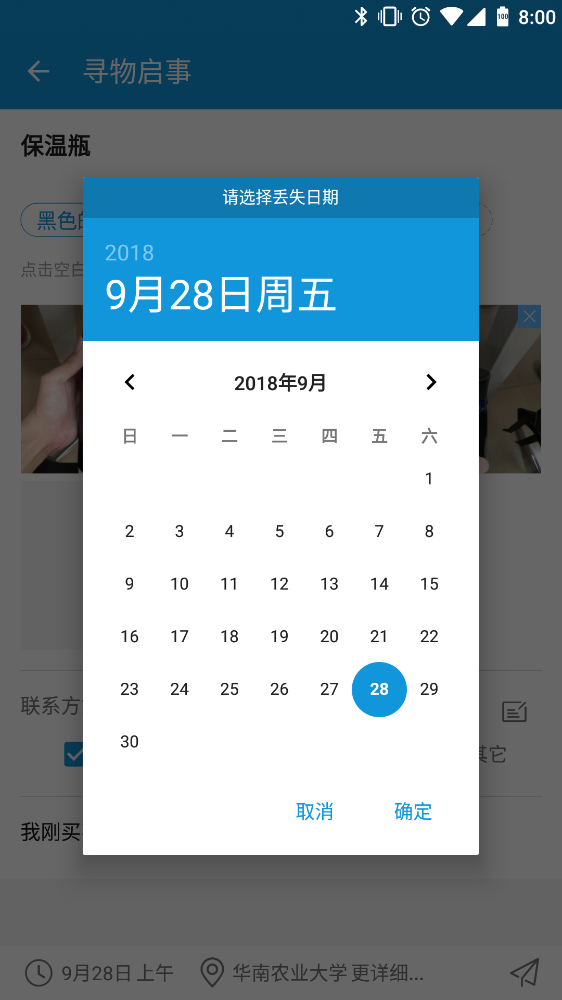 100 8:00
寻物启事
保温瓶
请选择丢失日期
黑色的
2018
点击空白
9月28日周五
2018年9月
日 一 二 三 四 五 六
1
2 3 4 5 6 7 8
9 10 11 12 13 14 15
16 17 18 19 20 21 22
23 24 25 26 27 28 29
联系方
30
其它
取消 确定
我刚买
9月28日 上午 华南农业大学 更详细...